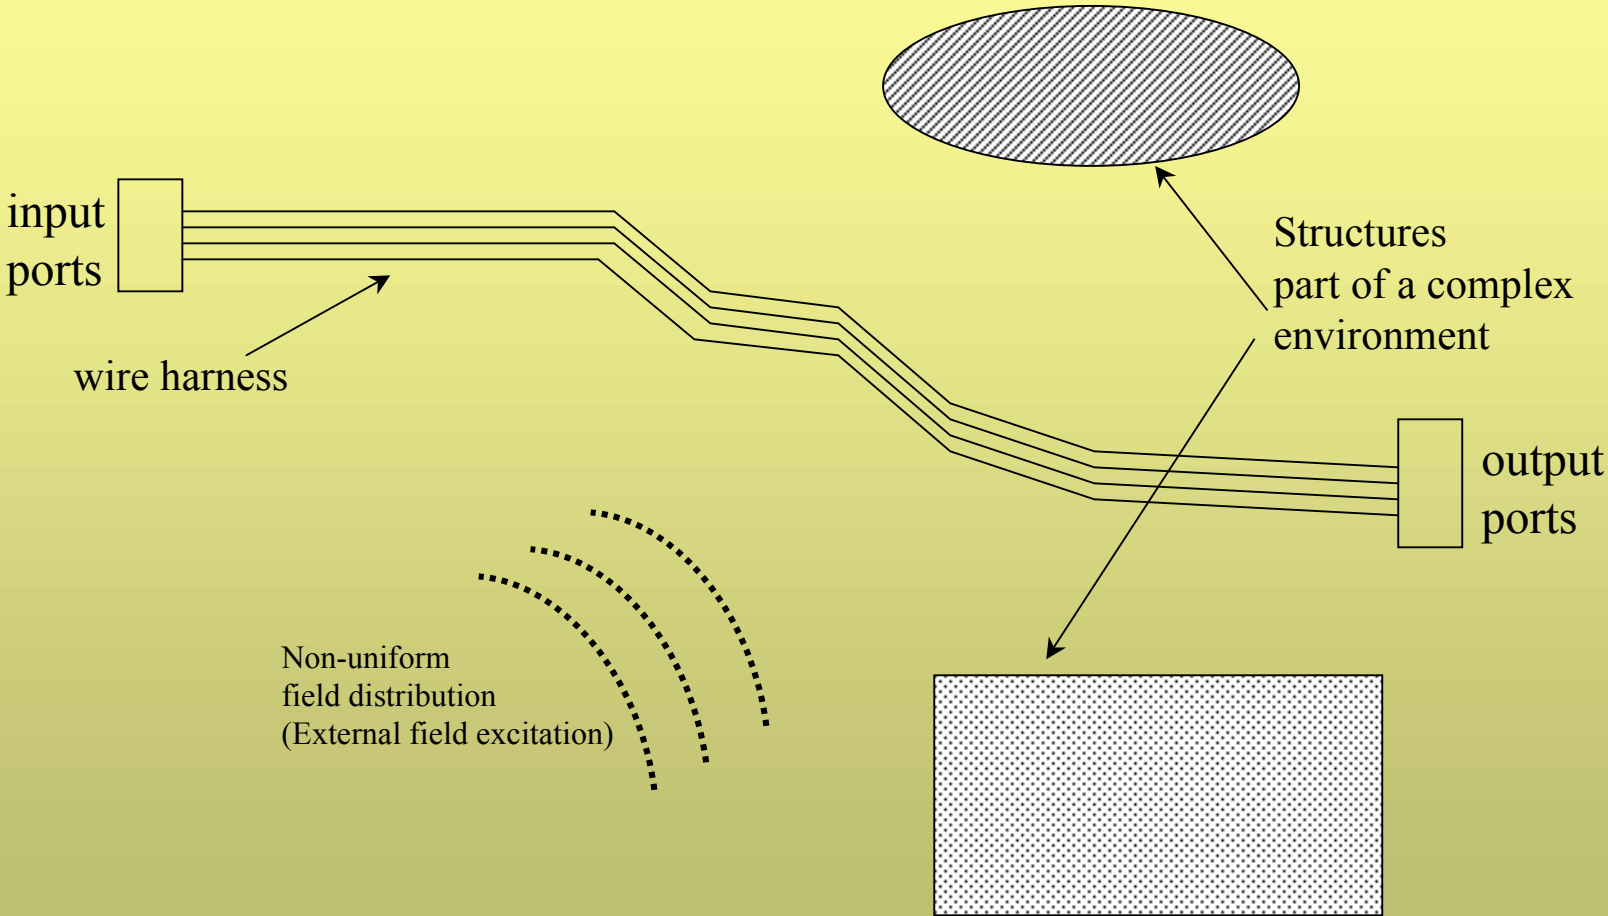 input
ports
wire harness
Structures
part of a complex
environment
output
ports
Non-uniform
field distribution
(External field excitation)